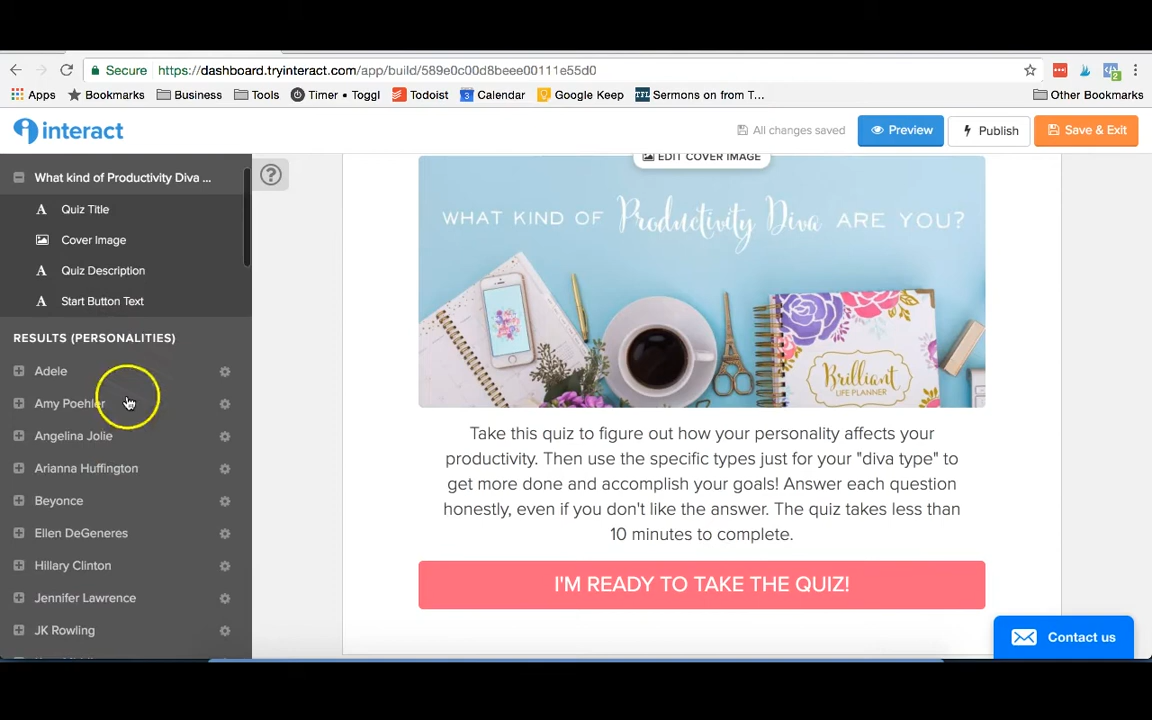 Secure https://dashboard.tryinteract.com/app/build/589e0c00d8beee00111e55d0
Apps Bookmarks Business Tools Timer • Toggl Todoist Calendar Google Keep Sermons on from T... Other Bookmarks
interact
All changes saved Preview Publish Save & Exit
What kind of Productivity Diva ...
Quiz Title
Cover Image
Quiz Description
Start Button Text
RESULTS (PERSONALITIES)
Adele
Amy Poehler
Angelina Jolie
Arianna Huffington
Beyonce
Ellen DeGeneres
Hillary Clinton
Jennifer Lawrence
JK Rowling
?
EDIT COVER IMAGE
WHAT KIND OF Productivity Diva ARE YOU?
Brilliant
LIFE PLANNER
Take this quiz to figure out how your personality affects your
productivity. Then use the specific types just for your "diva type" to
get more done and accomplish your goals! Answer each question
honestly, even if you don't like the answer. The quiz takes less than
10 minutes to complete.
I'M READY TO TAKE THE QUIZ!
Contact us